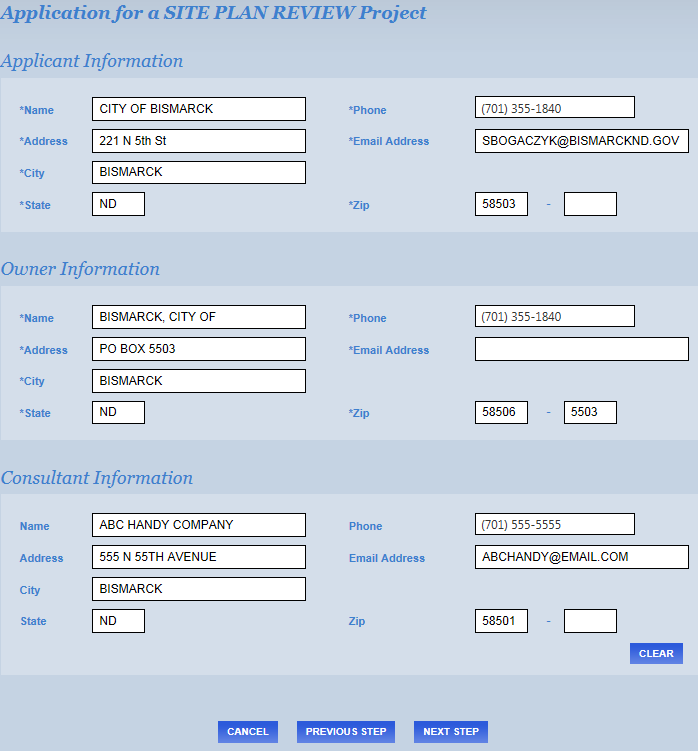 Application for a SITE PLAN REVIEW Project
Applicant Information
*Name CITY OF BISMARCK *Phone (701) 355-1840
*Address 221 N 5th St *Email Address SBOGACZYK@BISMARCKND.GOV
*City BISMARCK
*State ND *Zip 58503 -
Owner Information
*Name BISMARCK, CITY OF *Phone (701) 355-1840
*Address PO BOX 5503 *Email Address
*City BISMARCK
*State ND *Zip 58506 - 5503
Consultant Information
Name ABC HANDY COMPANY Phone (701) 555-5555
Address 555 N 55TH AVENUE Email Address ABCHANDY@EMAIL.COM
City BISMARCK
State ND Zip 58501 -
CLEAR
CANCEL PREVIOUS STEP NEXT STEP